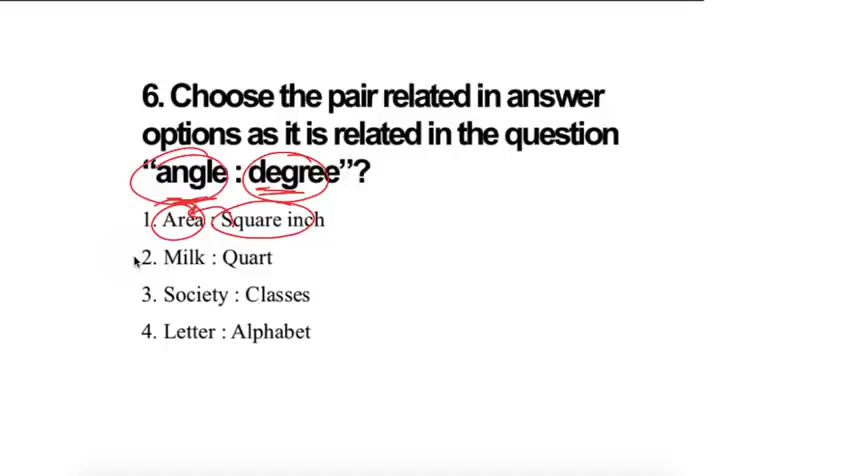 6. Choose the pair related in answer
options as it is related in the question
“angle : degree”?
1. Area : Square inch
2. Milk : Quart
3. Society : Classes
4. Letter : Alphabet